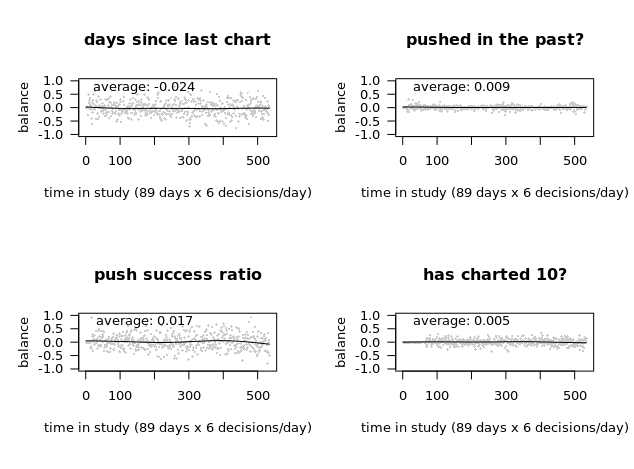 days since last chart
average: -0.024
balance
1.0
0.5
0.0
-0.5
-1.0
0 100 300 500
time in study (89 days x 6 decisions/day)
pushed in the past?
average: 0.009
balance
1.0
0.5
0.0
-0.5
-1.0
0 100 300 500
time in study (89 days x 6 decisions/day)
push success ratio
average: 0.017
balance
1.0
0.5
0.0
-0.5
-1.0
0 100 300 500
time in study (89 days x 6 decisions/day)
has charted 10?
average: 0.005
balance
1.0
0.5
0.0
-0.5
-1.0
0 100 300 500
time in study (89 days x 6 decisions/day)